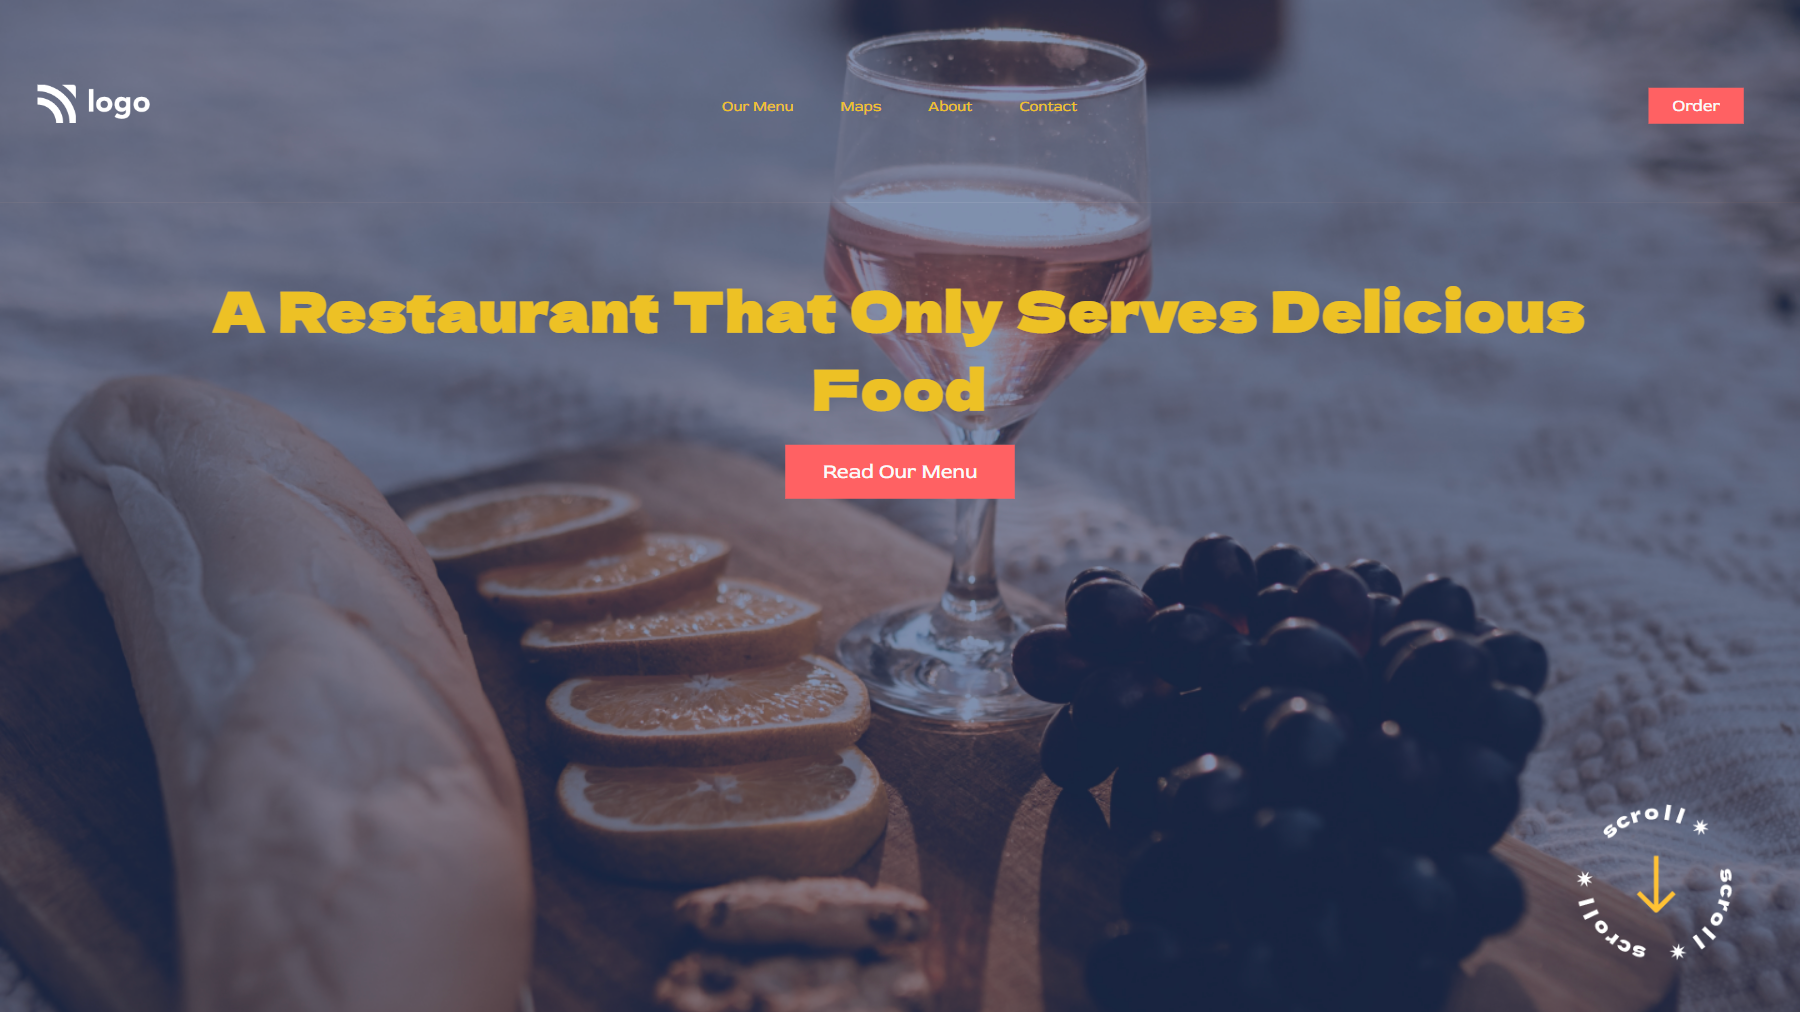 logo
Our Menu Maps About Contact
Order
A Restaurant That Only Serves Delicious
Food
Read Our Menu
scroll ✷ scroll ✷ scroll ✷